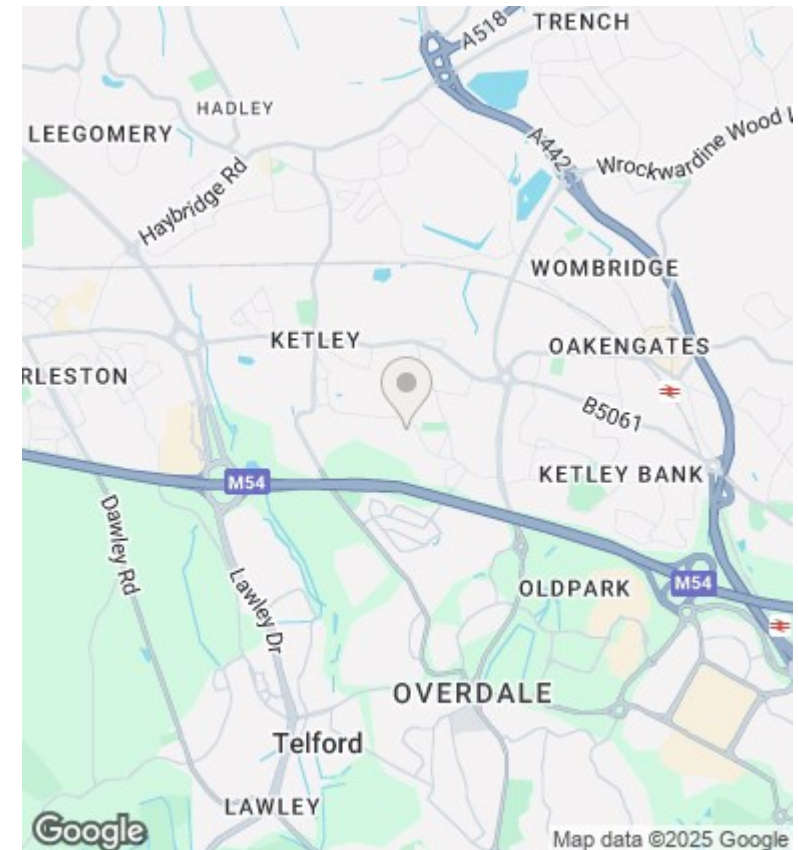 A518
TRENCH
HADLEY
LEEGOMERY
A442
Wrockwardine Wood
Haybridge Rd
WOMBRIDGE
KETLEY
OAKENGATES
RLESTON
B5061
KETLEY BANK
M54
Dawley Rd
OLDPARK
M54
Lawley Dr
OVERDALE
Telford
LAWLEY
Google
Map data ©2025 Google